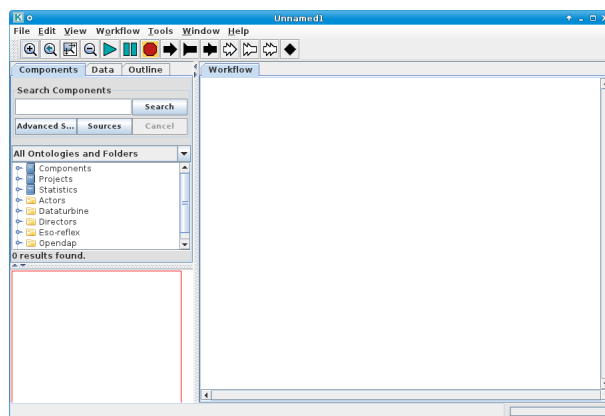 Unnamed1
File Edit View Workflow Tools Window Help
Components Data Outline
Workflow
Search Components
Search
Advanced S... Sources Cancel
All Ontologies and Folders
Components
Projects
Statistics
Actors
Dataturbine
Directors
Eso-reflex
Opendap
0 results found.